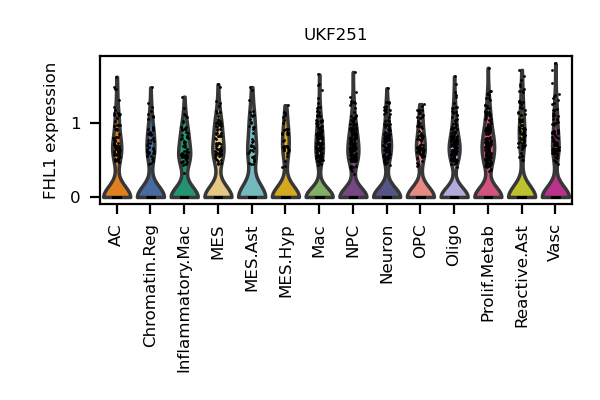 UKF251
FHL1 expression
1
0
AC
Chromatin.Reg
Inflammatory.Mac
MES
MES.Ast
MES.Hyp
Mac
NPC
Neuron
OPC
Oligo
Prolif.Metab
Reactive.Ast
Vasc